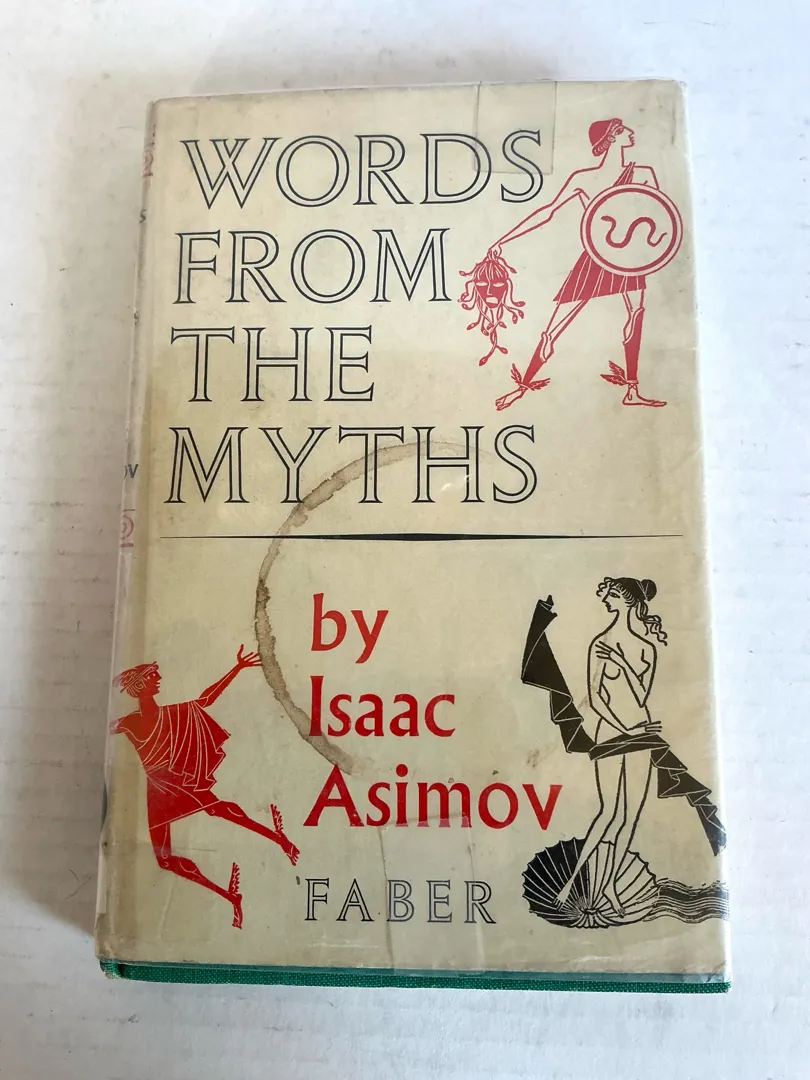 WORDS
FROM
THE
MYTHS
by
Isaac
Asimov
FABER